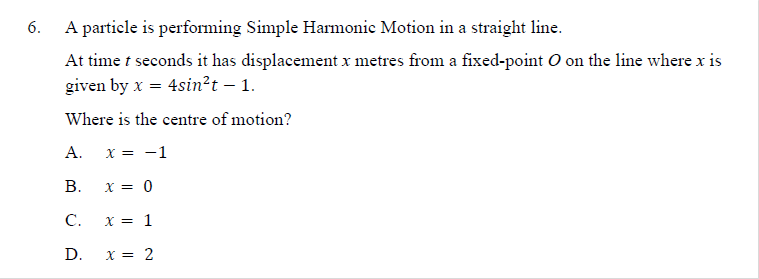 6. A particle is performing Simple Harmonic Motion in a straight line.
At time t seconds it has displacement x metres from a fixed-point O on the line where x is
given by x = 4sin²t − 1.
Where is the centre of motion?
A. x = −1
B. x = 0
C. x = 1
D. x = 2